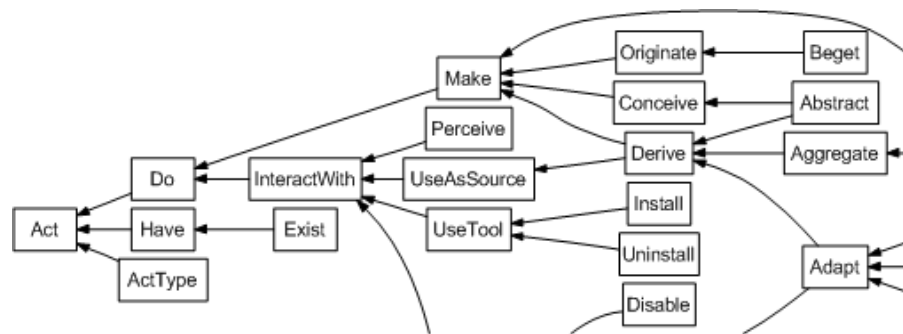 Originate
Beget
Make
Conceive
Abstract
Perceive
Derive
Aggregate
Do
InteractWith
UseAsSource
Install
Act
Have
Exist
UseTool
Uninstall
Adapt
ActType
Disable